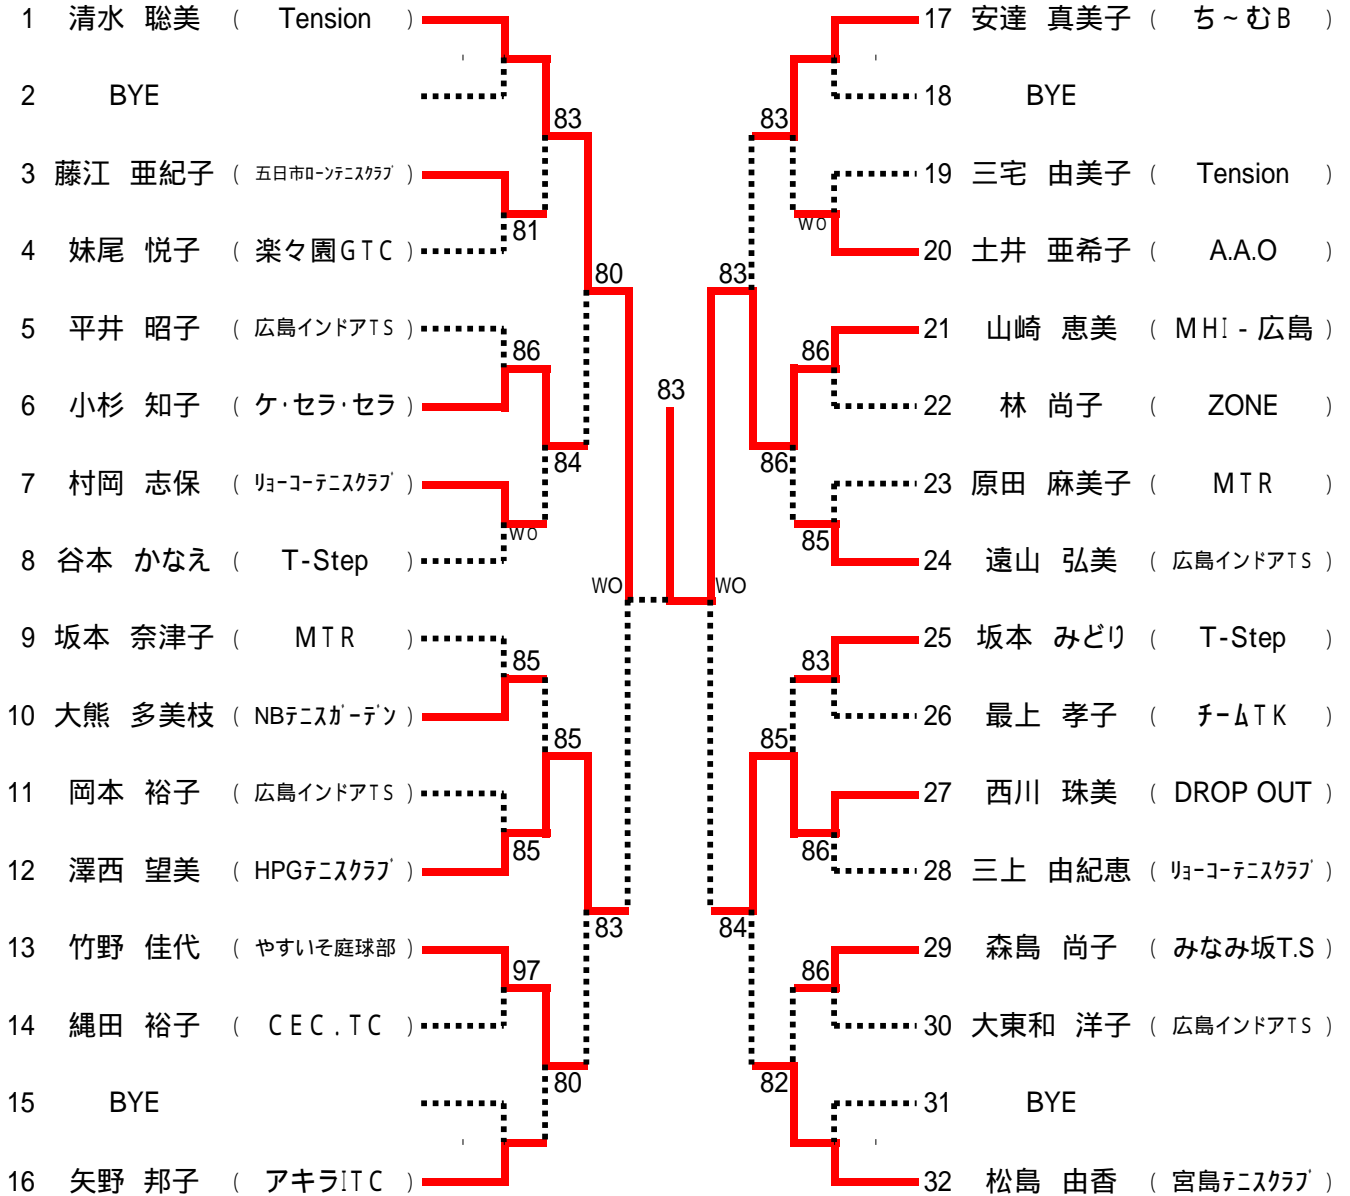 1 清水 聡美 ( Tension )
2 BYE
83
3 藤江 亜紀子 ( 五日市ローンテニスクラブ )
81
4 妹尾 悦子 ( 楽々園GTC )
80
5 平井 昭子 ( 広島インドアTS )
86
6 小杉 知子 ( ケ・セラ・セラ )
84
7 村岡 志保 ( リョーコーテニスクラブ )
WO
8 谷本 かなえ ( T-Step )
WO
9 坂本 奈津子 ( MTR )
85
10 大熊 多美枝 ( NBテニスガーデン )
85
11 岡本 裕子 ( 広島インドアTS )
85
12 澤西 望美 ( HPGテニスクラブ )
83
13 竹野 佳代 ( やすいそ庭球部 )
97
14 縄田 裕子 ( CEC.TC )
80
15 BYE
16 矢野 邦子 ( アキラITC )
83
17 安達 真美子 ( ち~むB )
18 BYE
83
19 三宅 由美子 ( Tension )
WO
20 土井 亜希子 ( A.A.O )
83
21 山崎 恵美 ( MHI-広島 )
86
22 林 尚子 ( ZONE )
86
23 原田 麻美子 ( MTR )
85
24 遠山 弘美 ( 広島インドアTS )
WO
25 坂本 みどり ( T-Step )
83
26 最上 孝子 ( チームTK )
85
27 西川 珠美 ( DROP OUT )
86
28 三上 由紀恵 ( リョーコーテニスクラブ )
84
29 森島 尚子 ( みなみ坂T.S )
86
30 大東和 洋子 ( 広島インドアTS )
82
31 BYE
32 松島 由香 ( 宮島テニスクラブ )